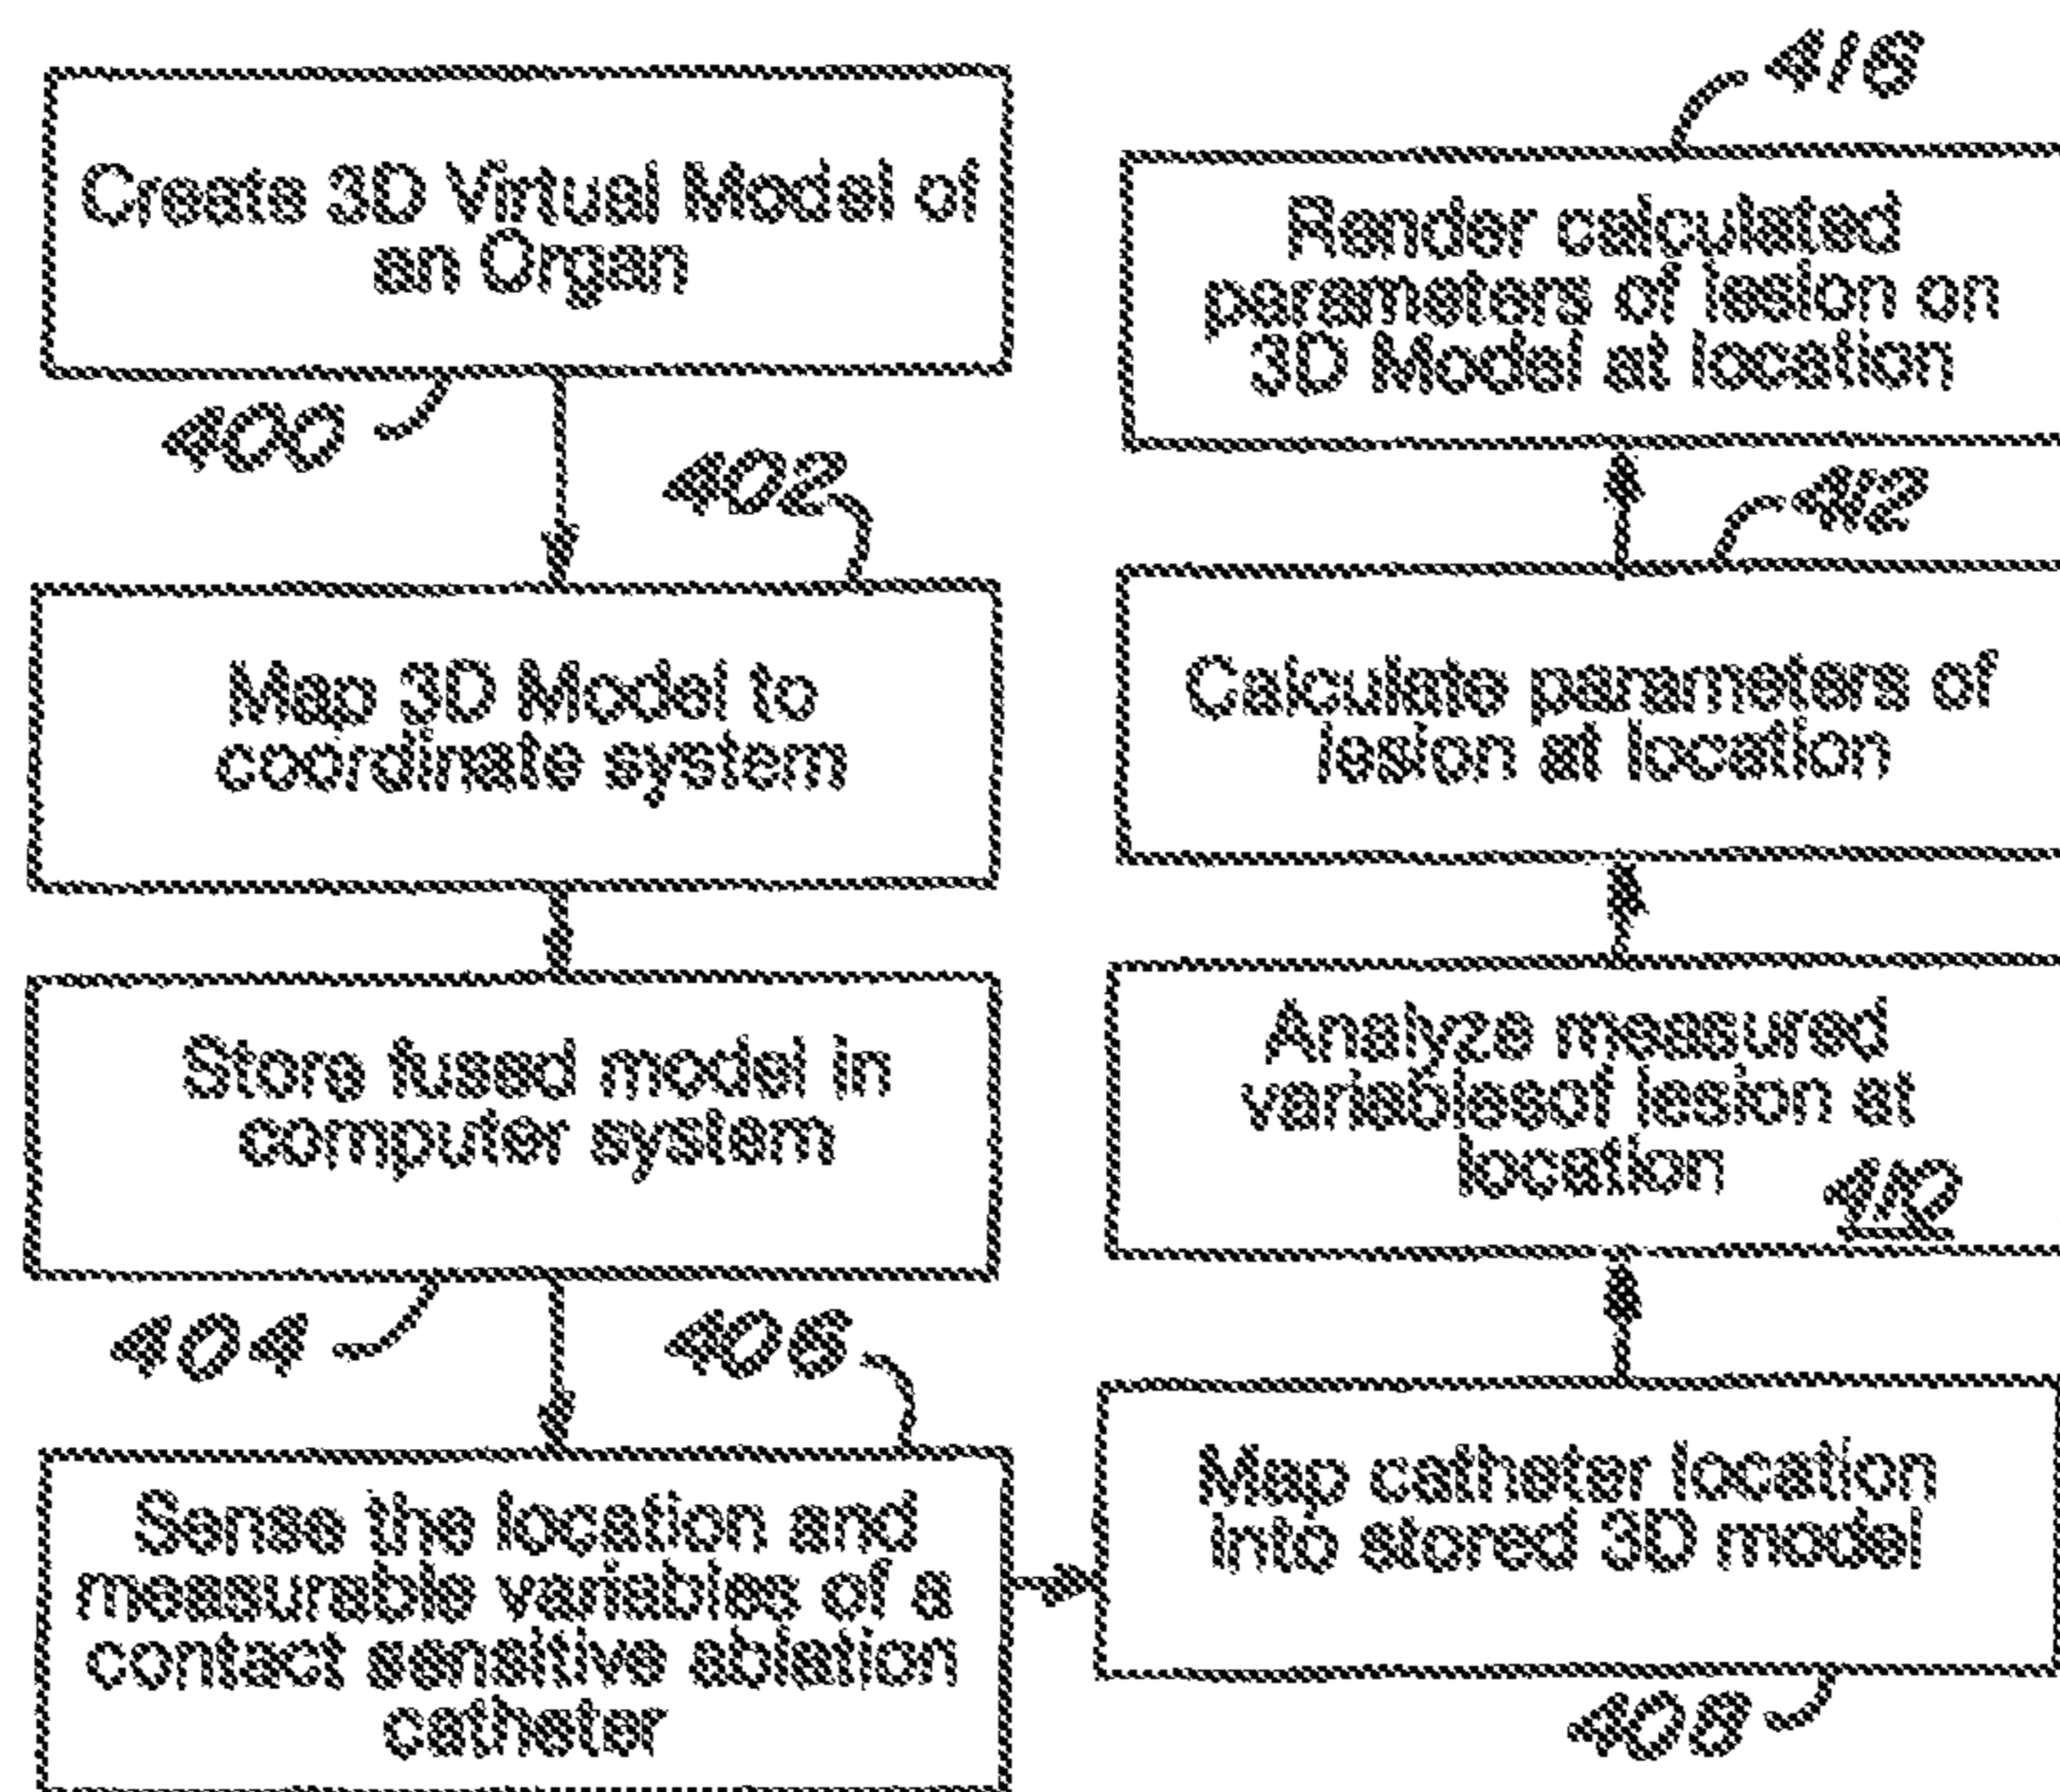 Create 3D Virtual Model of
an Organ
400
402
Map 3D Model to
coordinate system
Store fused model in
computer system
404
406
Sense the location and
measurable variables of a
contact sensitive ablation
catheter
Map catheter location
into stored 3D model
408
Analyze measured
variablesof lesion at
location
410
Calculate parameters of
lesion at location
412
Render calculated
parameters of lesion on
3D Model at location
416